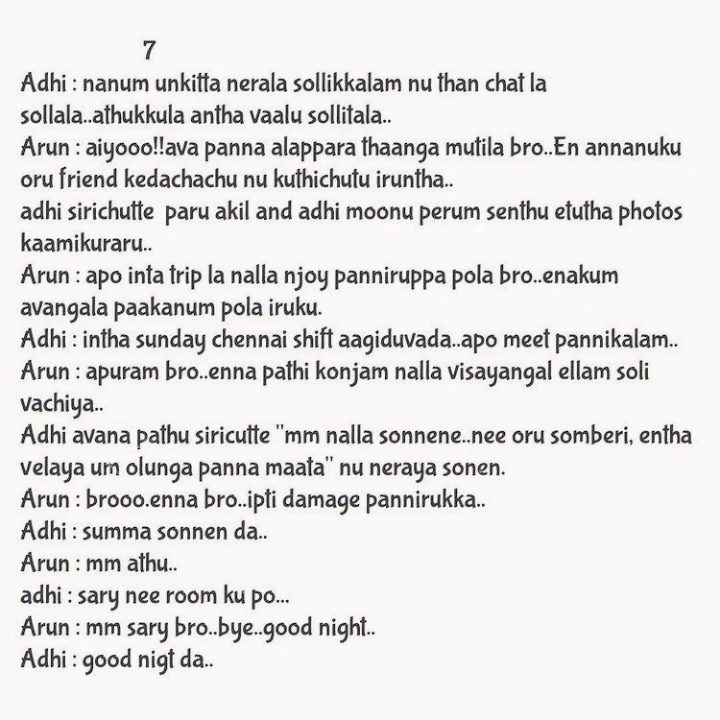 7
Adhi : nanum unkitta nerala sollikkalam nu than chat la
sollala..athukkula antha vaalu sollitala..
Arun : aiyooo!!ava panna alappara thaanga mutila bro..En annanuku
oru friend kedachachu nu kuthichutu iruntha..
adhi sirichutte paru akil and adhi moonu perum senthu etutha photos
kaamikuraru..
Arun : apo inta trip la nalla njoy panniruppa pola bro..enakum
avangala paakanum pola iruku.
Adhi : intha sunday chennai shift aagiduvada..apo meet pannikalam..
Arun : apuram bro..enna pathi konjam nalla visayangal ellam soli
vachiya..
Adhi avana pathu siricutte "mm nalla sonnene..nee oru somberi, entha
velaya um olunga panna maata" nu neraya sonen.
Arun : brooo.enna bro..ipti damage pannirukka..
Adhi : summa sonnen da..
Arun : mm athu..
adhi : sary nee room ku po...
Arun : mm sary bro..bye..good night..
Adhi : good nigt da..